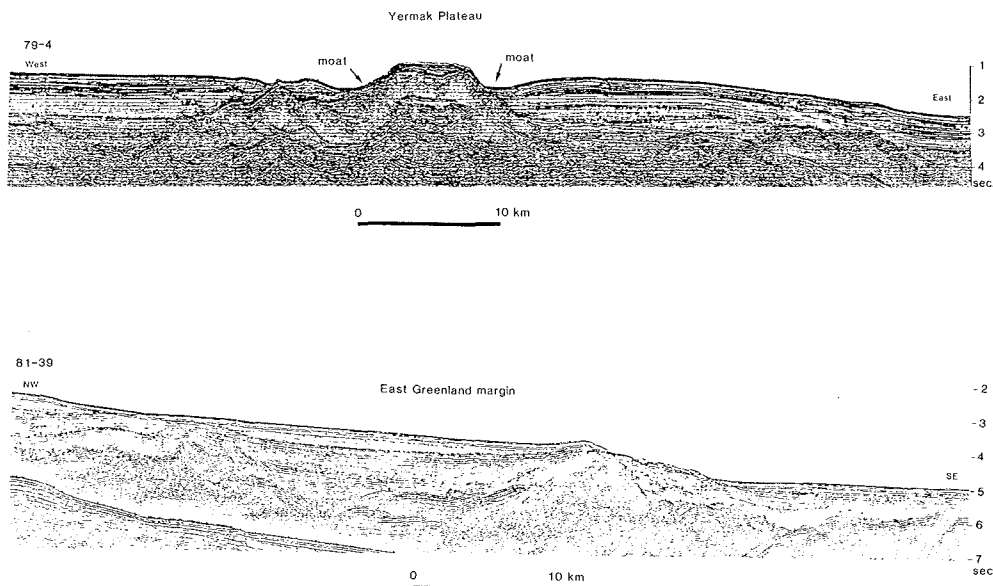 Yermak Plateau
79-4
West
moat
moat
1
2
East
3
4
sec
0 10 km
81-39
NW
East Greenland margin
-2
-3
-4
SE
-5
-6
-7
sec
0 10 km